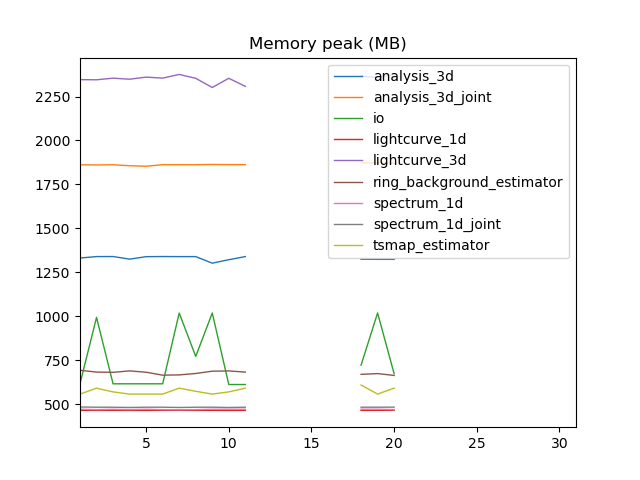 Memory peak (MB)
analysis_3d
analysis_3d_joint
io
lightcurve_1d
lightcurve_3d
ring_background_estimator
spectrum_1d
spectrum_1d_joint
tsmap_estimator
2250
2000
1750
1500
1250
1000
750
500
5 10 15 20 25 30